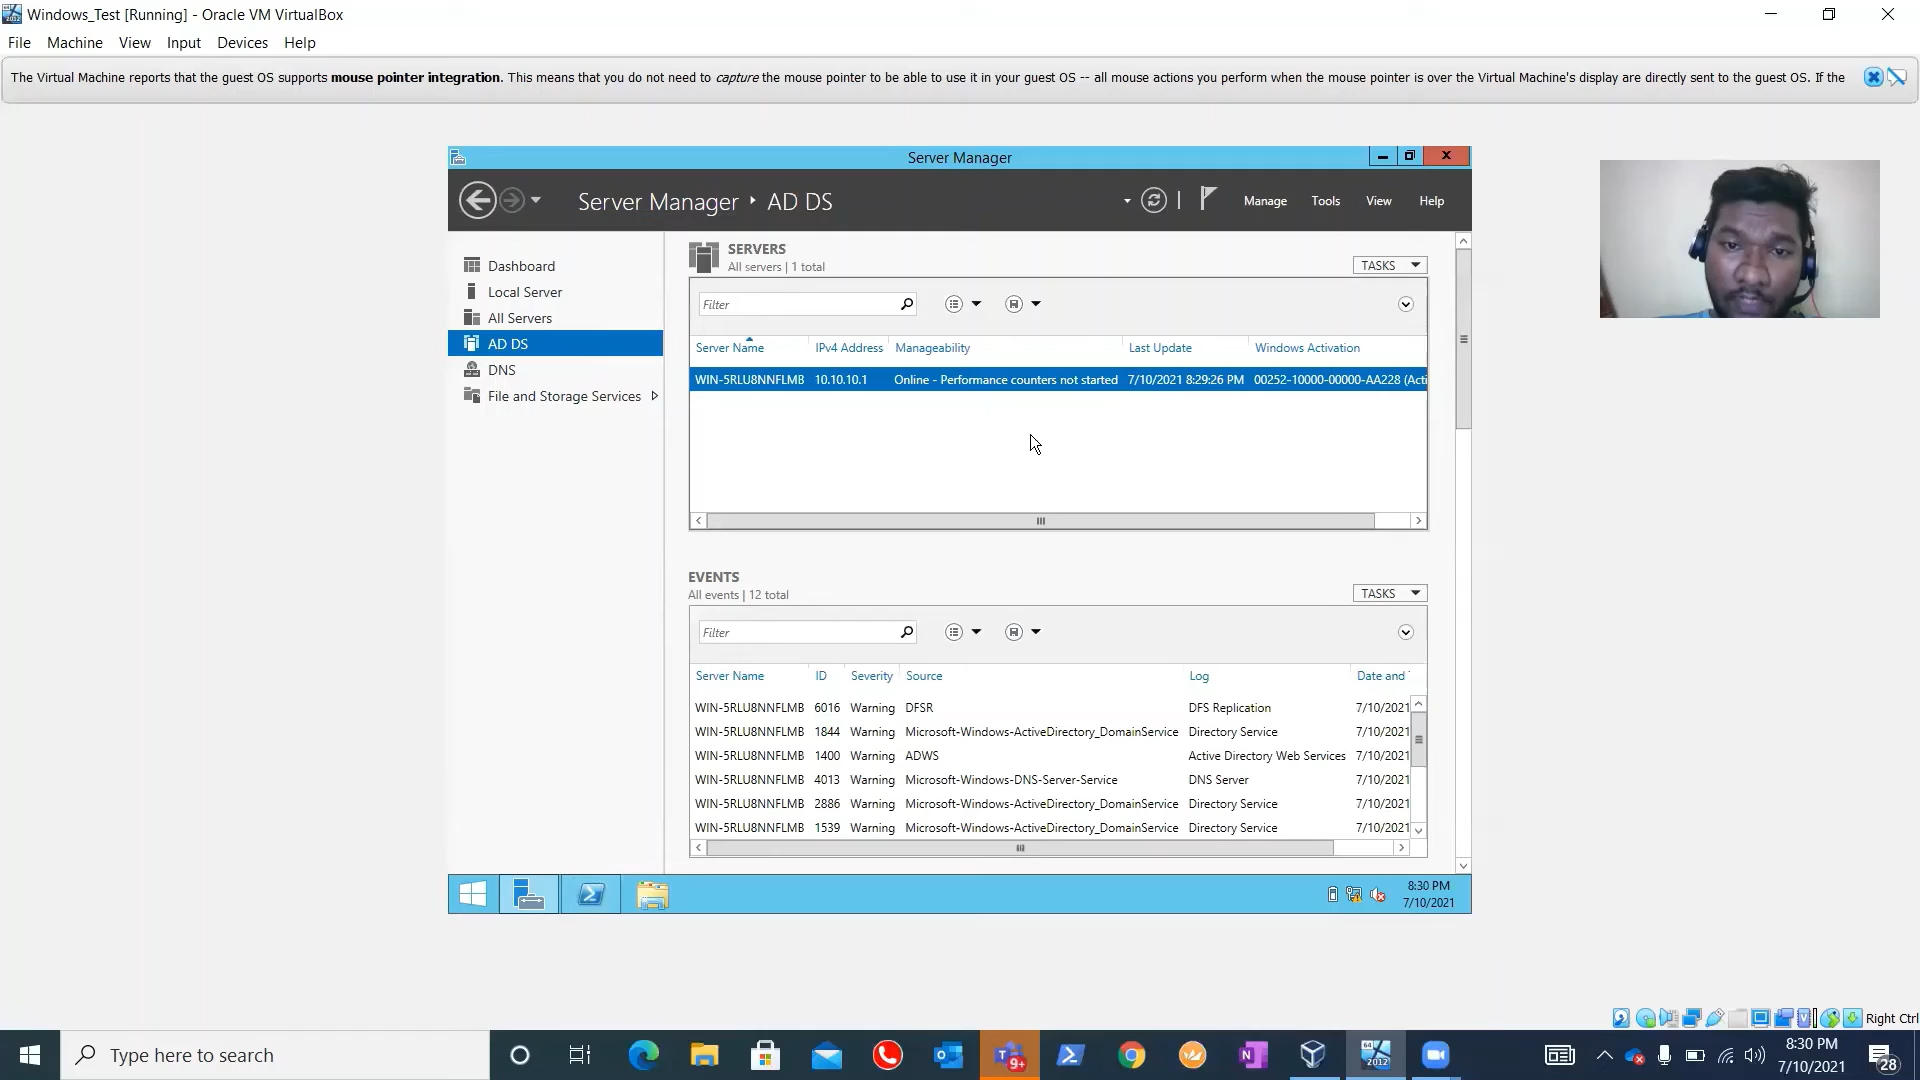 Windows_Test [Running] - Oracle VM VirtualBox
File Machine View Input Devices Help
The Virtual Machine reports that the guest OS supports mouse pointer integration. This means that you do not need to capture the mouse pointer to be able to use it in your guest OS -- all mouse actions you perform when the mouse pointer is over the Virtual Machine's display are directly sent to the guest OS. If the
Server Manager
Server Manager AD DS
Manage Tools View Help
Dashboard
Local Server
All Servers
AD DS
DNS
File and Storage Services
SERVERS
All servers | 1 total
TASKS
Filter
Server Name IPv4 Address Manageability Last Update Windows Activation
WIN-5RLU8NNFLMB 10.10.10.1 Online - Performance counters not started 7/10/2021 8:29:26 PM 00252-10000-00000-AA228 (Acti
EVENTS
All events | 12 total
TASKS
Filter
Server Name ID Severity Source Log Date and
WIN-5RLU8NNFLMB 6016 Warning DFSR DFS Replication 7/10/2021
WIN-5RLU8NNFLMB 1844 Warning Microsoft-Windows-ActiveDirectory_DomainService Directory Service 7/10/2021
WIN-5RLU8NNFLMB 1400 Warning ADWS Active Directory Web Services 7/10/2021
WIN-5RLU8NNFLMB 4013 Warning Microsoft-Windows-DNS-Server-Service DNS Server 7/10/2021
WIN-5RLU8NNFLMB 2886 Warning Microsoft-Windows-ActiveDirectory_DomainService Directory Service 7/10/2021
WIN-5RLU8NNFLMB 1539 Warning Microsoft-Windows-ActiveDirectory_DomainService Directory Service 7/10/2021
8:30 PM
7/10/2021
Right Ctrl
Type here to search
9+
64
2012
8:30 PM
7/10/2021
28